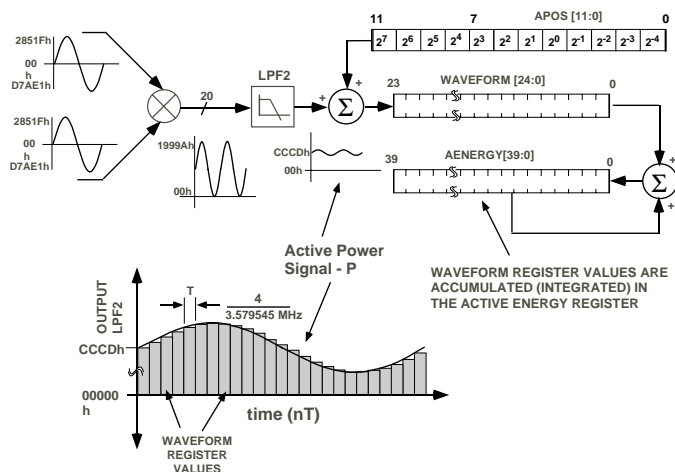 11 7 APOS [11:0] 0
2^7 2^6 2^5 2^4 2^3 2^2 2^1 2^0 2^-1 2^-2 2^-3 2^-4
2851Fh
00
h
D7AE1h
2851Fh
00
h
D7AE1h
20
LPF2
+
+
Σ
23 WAVEFORM [24:0] 0
1999Ah
00h
CCCDh
00h
39 AENERGY[39:0] 0
+
Σ
+
Active Power
Signal - P
WAVEFORM REGISTER VALUES ARE
ACCUMULATED (INTEGRATED) IN
THE ACTIVE ENERGY REGISTER
OUTPUT
LPF2
T
4
3.579545 MHz
CCCDh
00000
h
time (nT)
WAVEFORM
REGISTER
VALUES